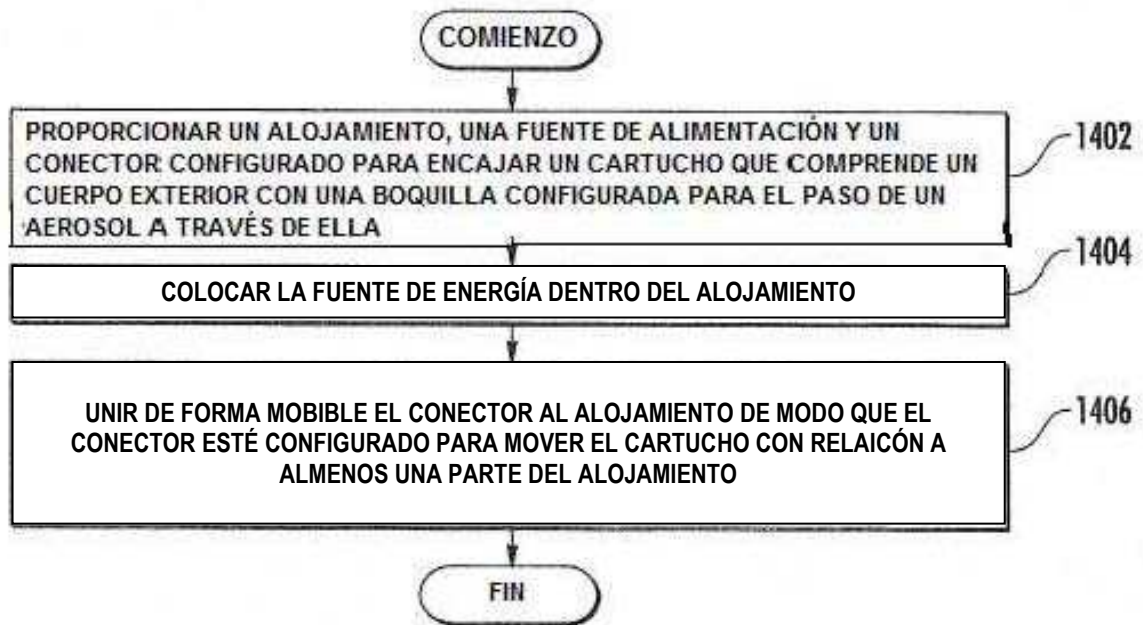 COMIENZO
PROPORCIONAR UN ALOJAMIENTO, UNA FUENTE DE ALIMENTACIÓN Y UN
CONECTOR CONFIGURADO PARA ENCAJAR UN CARTUCHO QUE COMPRENDE UN
CUERPO EXTERIOR CON UNA BOQUILLA CONFIGURADA PARA EL PASO DE UN
AEROSOL A TRAVÉS DE ELLA
1402
COLOCAR LA FUENTE DE ENERGÍA DENTRO DEL ALOJAMIENTO
1404
UNIR DE FORMA MOBIBLE EL CONECTOR AL ALOJAMIENTO DE MODO QUE EL
CONECTOR ESTÉ CONFIGURADO PARA MOVER EL CARTUCHO CON RELAICÓN A
ALMENOS UNA PARTE DEL ALOJAMIENTO
1406
FIN